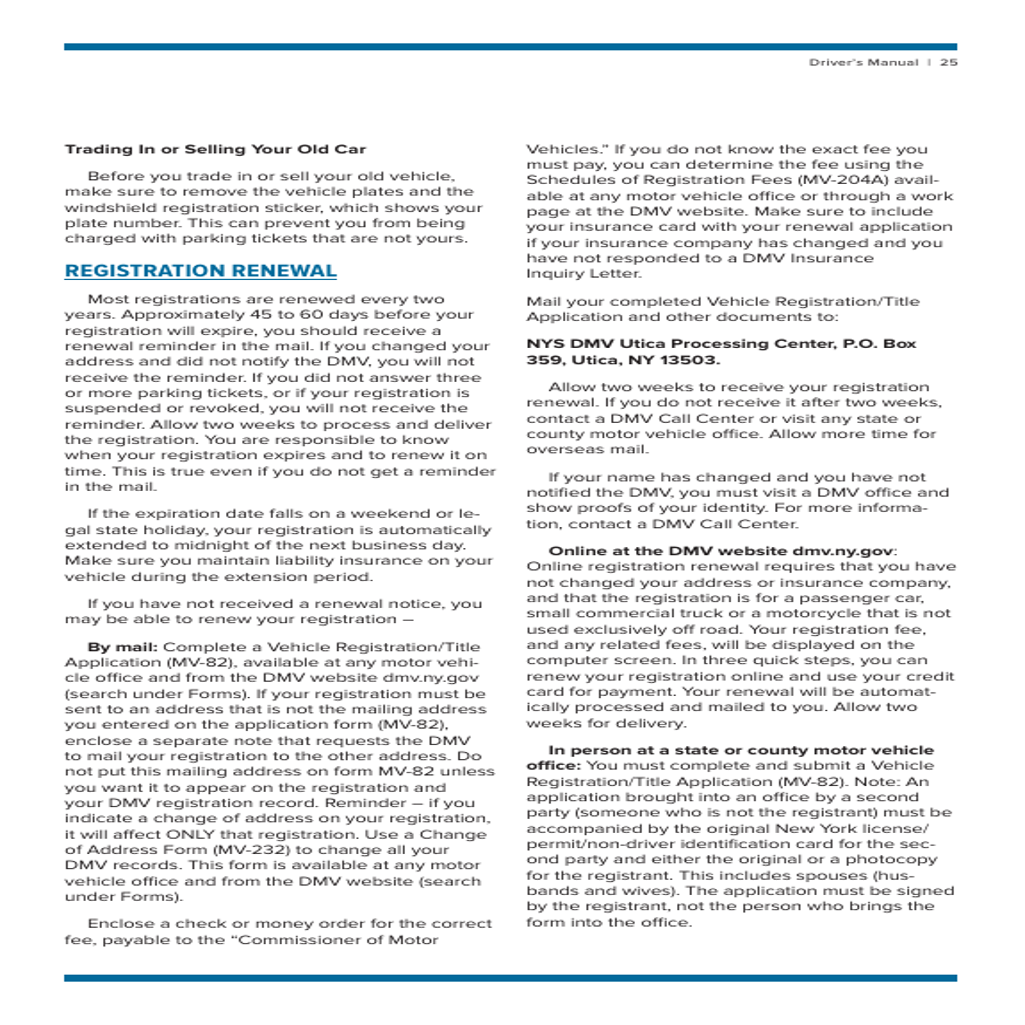 Driver's Manual | 25
Trading In or Selling Your Old Car
Before you trade in or sell your old vehicle,
make sure to remove the vehicle plates and the
windshield registration sticker, which shows your
plate number. This can prevent you from being
charged with parking tickets that are not yours.
REGISTRATION RENEWAL
Most registrations are renewed every two
years. Approximately 45 to 60 days before your
registration will expire, you should receive a
renewal reminder in the mail. If you changed your
address and did not notify the DMV, you will not
receive the reminder. If you did not answer three
or more parking tickets, or if your registration is
suspended or revoked, you will not receive the
reminder. Allow two weeks to process and deliver
the registration. You are responsible to know
when your registration expires and to renew it on
time. This is true even if you do not get a reminder
in the mail.
If the expiration date falls on a weekend or le-
gal state holiday, your registration is automatically
extended to midnight of the next business day.
Make sure you maintain liability insurance on your
vehicle during the extension period.
If you have not received a renewal notice, you
may be able to renew your registration –
By mail: Complete a Vehicle Registration/Title
Application (MV-82), available at any motor vehi-
cle office and from the DMV website dmv.ny.gov
(search under Forms). If your registration must be
sent to an address that is not the mailing address
you entered on the application form (MV-82),
enclose a separate note that requests the DMV
to mail your registration to the other address. Do
not put this mailing address on form MV-82 unless
you want it to appear on the registration and
your DMV registration record. Reminder – if you
indicate a change of address on your registration,
it will affect ONLY that registration. Use a Change
of Address Form (MV-232) to change all your
DMV records. This form is available at any motor
vehicle office and from the DMV website (search
under Forms).
Enclose a check or money order for the correct
fee, payable to the “Commissioner of Motor
Vehicles.” If you do not know the exact fee you
must pay, you can determine the fee using the
Schedules of Registration Fees (MV-204A) avail-
able at any motor vehicle office or through a work
page at the DMV website. Make sure to include
your insurance card with your renewal application
if your insurance company has changed and you
have not responded to a DMV Insurance
Inquiry Letter.
Mail your completed Vehicle Registration/Title
Application and other documents to:
NYS DMV Utica Processing Center, P.O. Box
359, Utica, NY 13503.
Allow two weeks to receive your registration
renewal. If you do not receive it after two weeks,
contact a DMV Call Center or visit any state or
county motor vehicle office. Allow more time for
overseas mail.
If your name has changed and you have not
notified the DMV, you must visit a DMV office and
show proofs of your identity. For more informa-
tion, contact a DMV Call Center.
Online at the DMV website dmv.ny.gov:
Online registration renewal requires that you have
not changed your address or insurance company,
and that the registration is for a passenger car,
small commercial truck or a motorcycle that is not
used exclusively off road. Your registration fee,
and any related fees, will be displayed on the
computer screen. In three quick steps, you can
renew your registration online and use your credit
card for payment. Your renewal will be automat-
ically processed and mailed to you. Allow two
weeks for delivery.
In person at a state or county motor vehicle
office: You must complete and submit a Vehicle
Registration/Title Application (MV-82). Note: An
application brought into an office by a second
party (someone who is not the registrant) must be
accompanied by the original New York license/
permit/non-driver identification card for the sec-
ond party and either the original or a photocopy
for the registrant. This includes spouses (hus-
bands and wives). The application must be signed
by the registrant, not the person who brings the
form into the office.